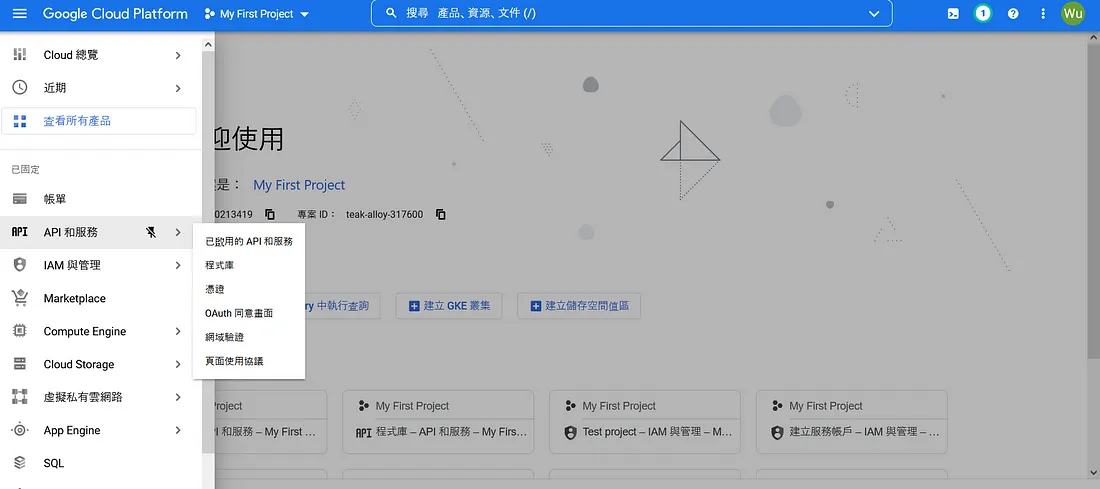 Google Cloud Platform
My First Project
搜尋 產品、資源、文件 (/)
1
Wu
Cloud 總覽
近期
查看所有產品
已固定
帳單
API 和服務
IAM 與管理
Marketplace
Compute Engine
Cloud Storage
虛擬私有雲網路
App Engine
SQL
已啟用的 API 和服務
程式庫
憑證
OAuth 同意畫面
網域驗證
頁面使用協議
迎使用
是： My First Project
0213419 專案 ID： teak-alloy-317600
ry 中執行查詢
建立 GKE 叢集
建立儲存空間值區
roject
PI 和服務 – My First ...
My First Project
API 程式庫 – API 和服務 – My Firs...
My First Project
Test project – IAM 與管理 – M...
My First Project
建立服務帳戶 – IAM 與管理 – ...